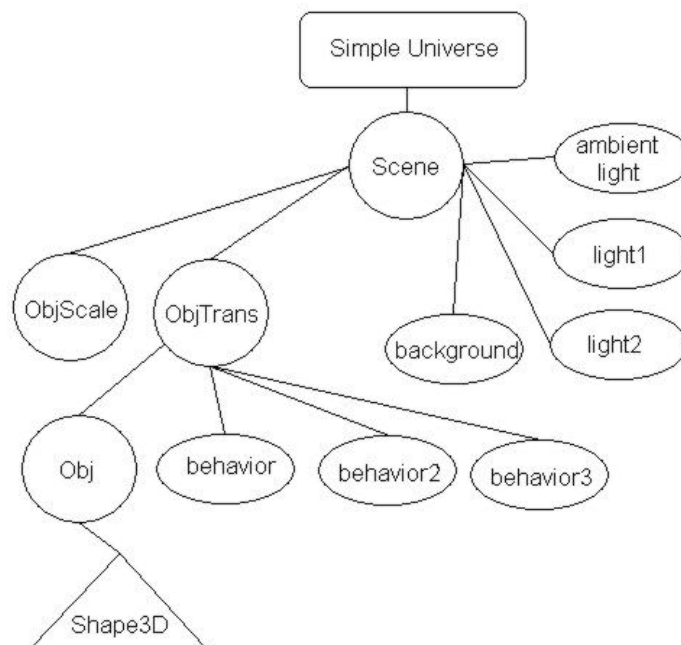 Simple Universe
Scene
ambient
light
light1
light2
background
ObjScale
ObjTrans
Obj
behavior
behavior2
behavior3
Shape3D